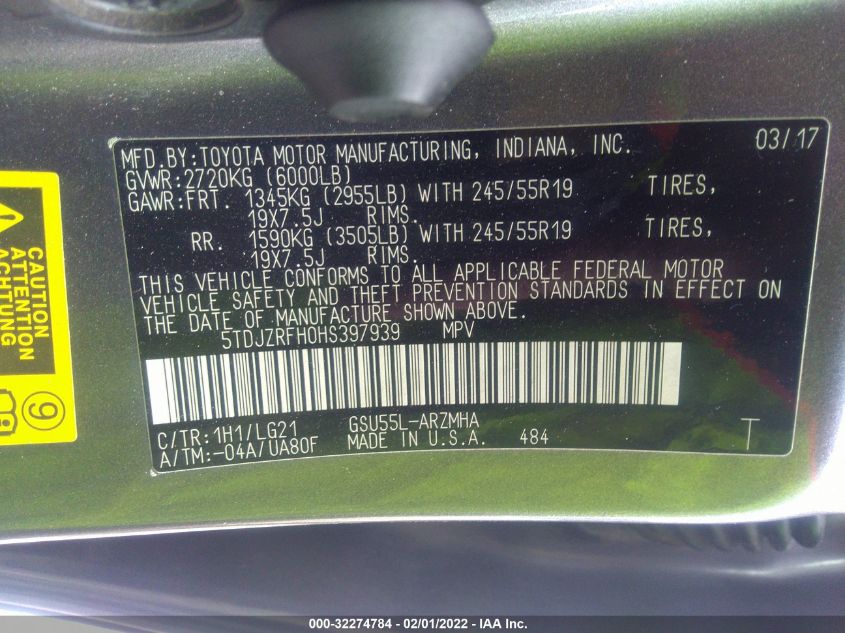 MFD.BY:TOYOTA MOTOR MANUFACTURING, INDIANA, INC. 03/17
GVWR:2720KG (6000LB)
GAWR:FRT. 1345KG (2955LB) WITH 245/55R19 TIRES,
19X7.5J RIMS.
RR. 1590KG (3505LB) WITH 245/55R19 TIRES,
19X7.5J RIMS.
THIS VEHICLE CONFORMS TO ALL APPLICABLE FEDERAL MOTOR
VEHICLE SAFETY AND THEFT PREVENTION STANDARDS IN EFFECT ON
THE DATE OF MANUFACTURE SHOWN ABOVE.
5TDJZRFH0HS397939 MPV
C/TR:1H1/LG21 GSU55L-ARZMHA
A/TM:-04A/UA80F MADE IN U.S.A. 484 T
CAUTION
ATTENTION
ACHTUNG
9
000-32274784 - 02/01/2022 - IAA Inc.